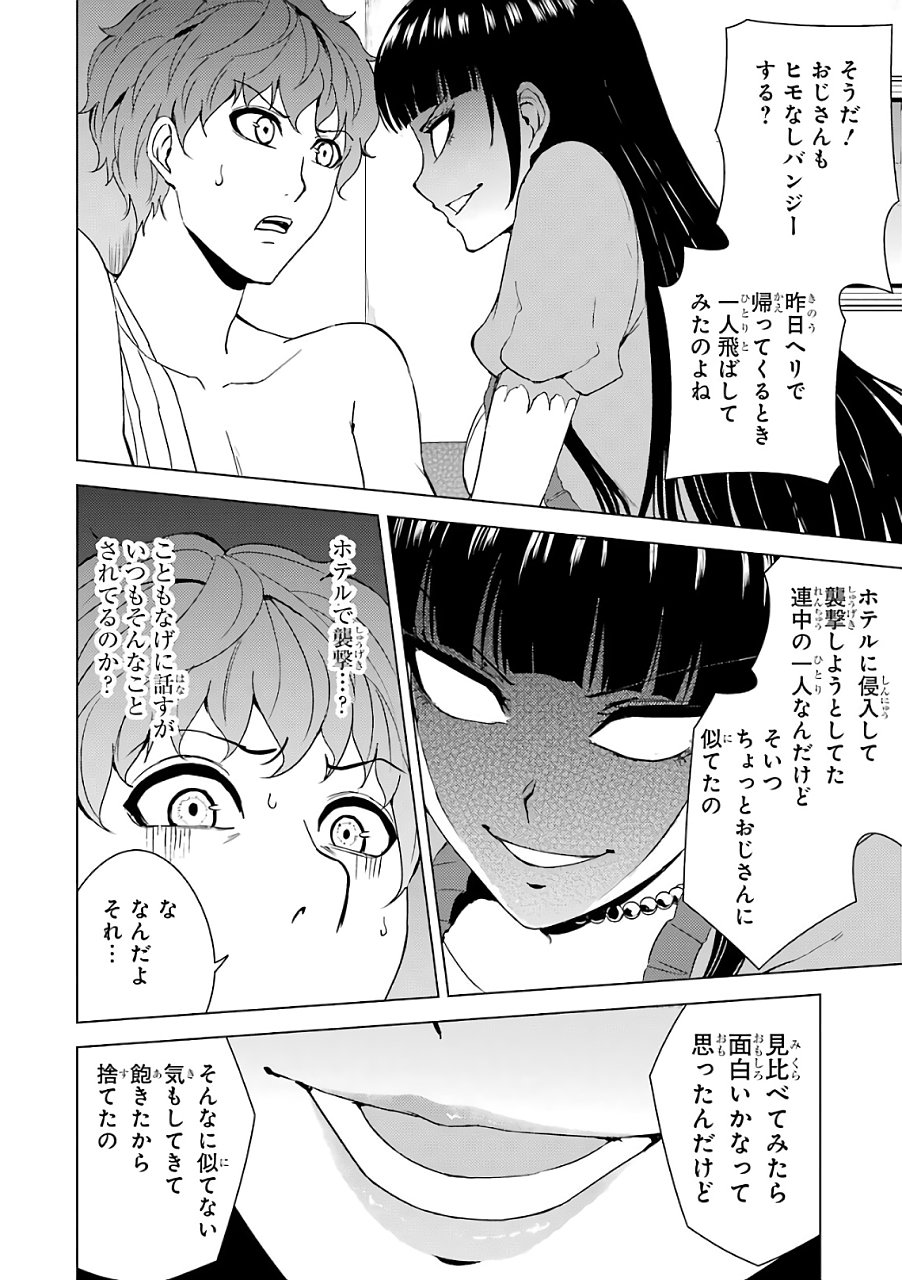 そうだ！
おじさんも
ヒモなしバンジー
する？
昨日ヘリで
帰ってくるとき
一人飛ばして
みたのよね
ホテルに侵入して
襲撃しようとしてた
連中の一人なんだけど
そいつ
ちょっとおじさんに
似てたの
ホテルで襲撃…？
こともなげに話すが
いつもそんなこと
されてるのか？
な
なんだよ
それ…
見比べてみたら
面白いかなって
思ったんだけど
そんなに似てない
気もしてきて
飽きたから
捨てたの